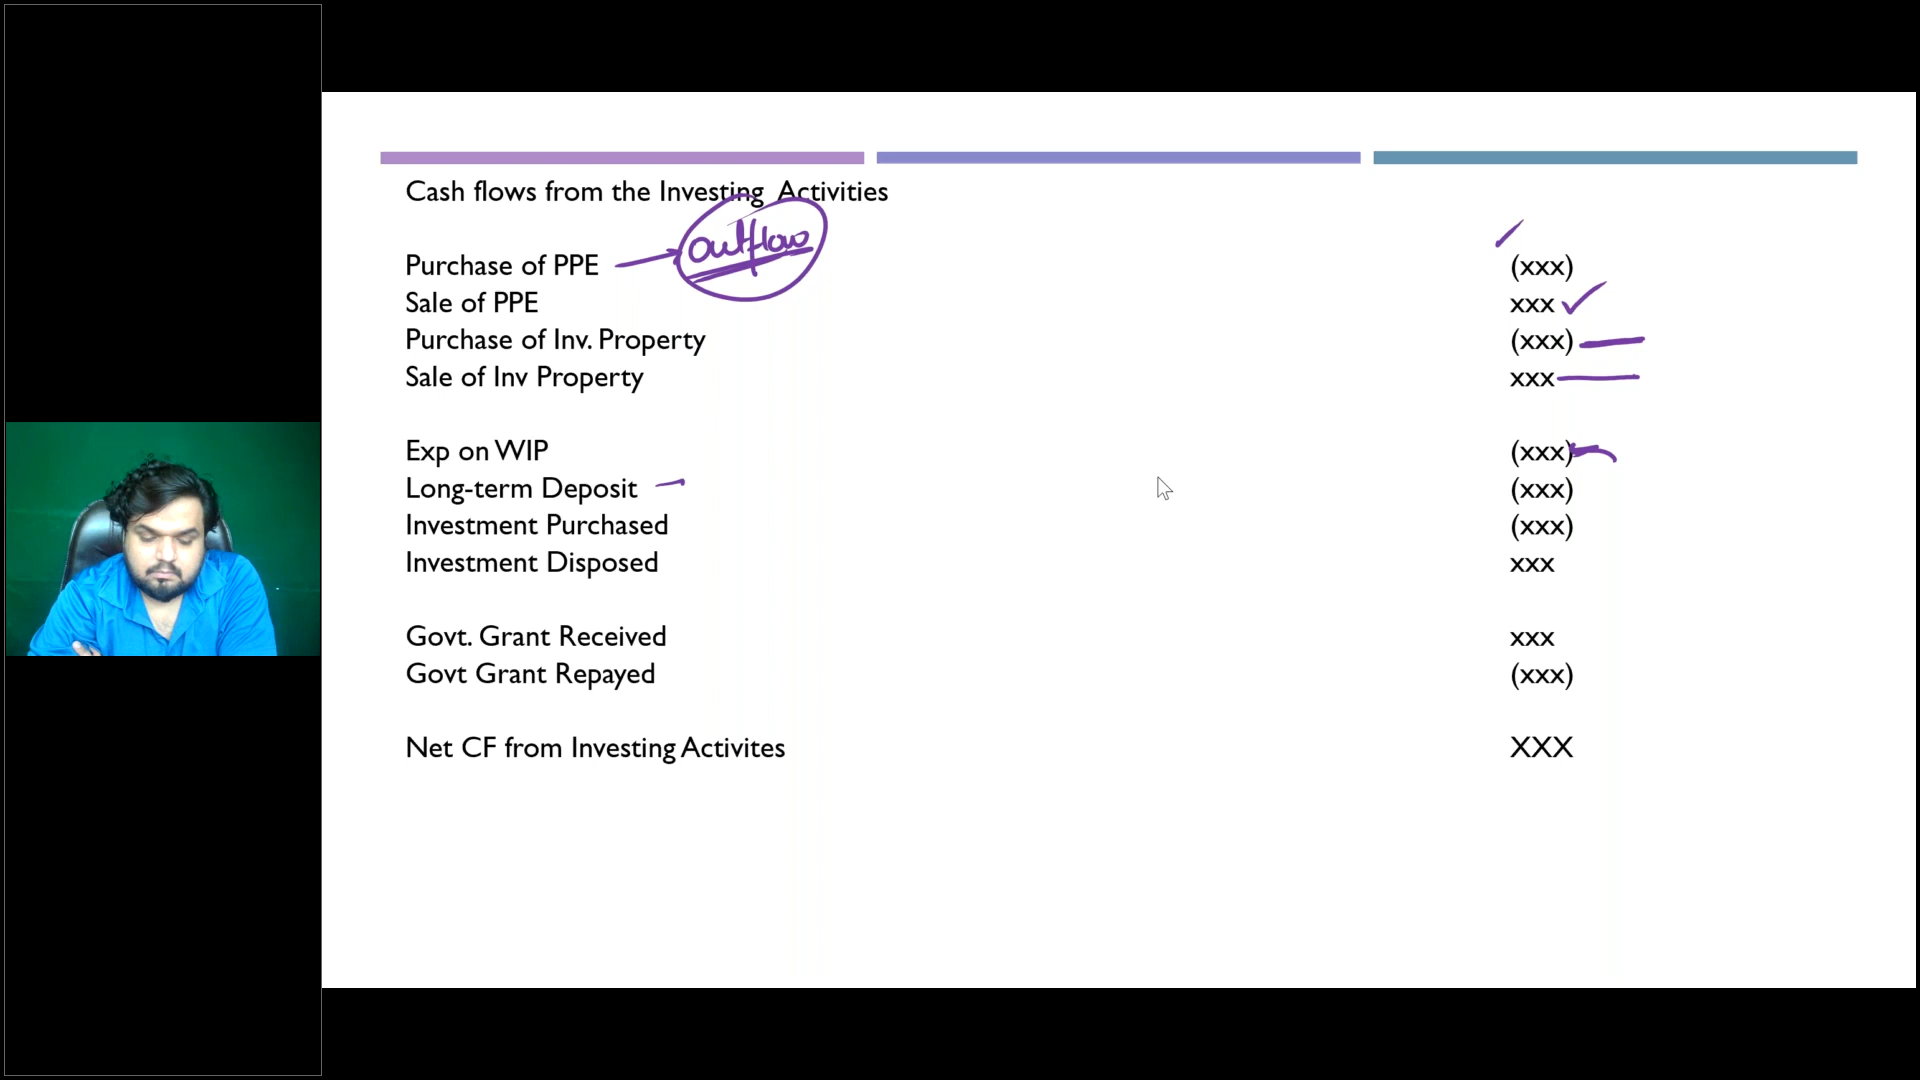 Cash flows from the Investing Activities
outflow
Purchase of PPE (xxx)
Sale of PPE xxx
Purchase of Inv. Property (xxx)
Sale of Inv Property xxx
Exp on WIP (xxx)
Long-term Deposit (xxx)
Investment Purchased (xxx)
Investment Disposed xxx
Govt. Grant Received xxx
Govt Grant Repayed (xxx)
Net CF from Investing Activites XXX